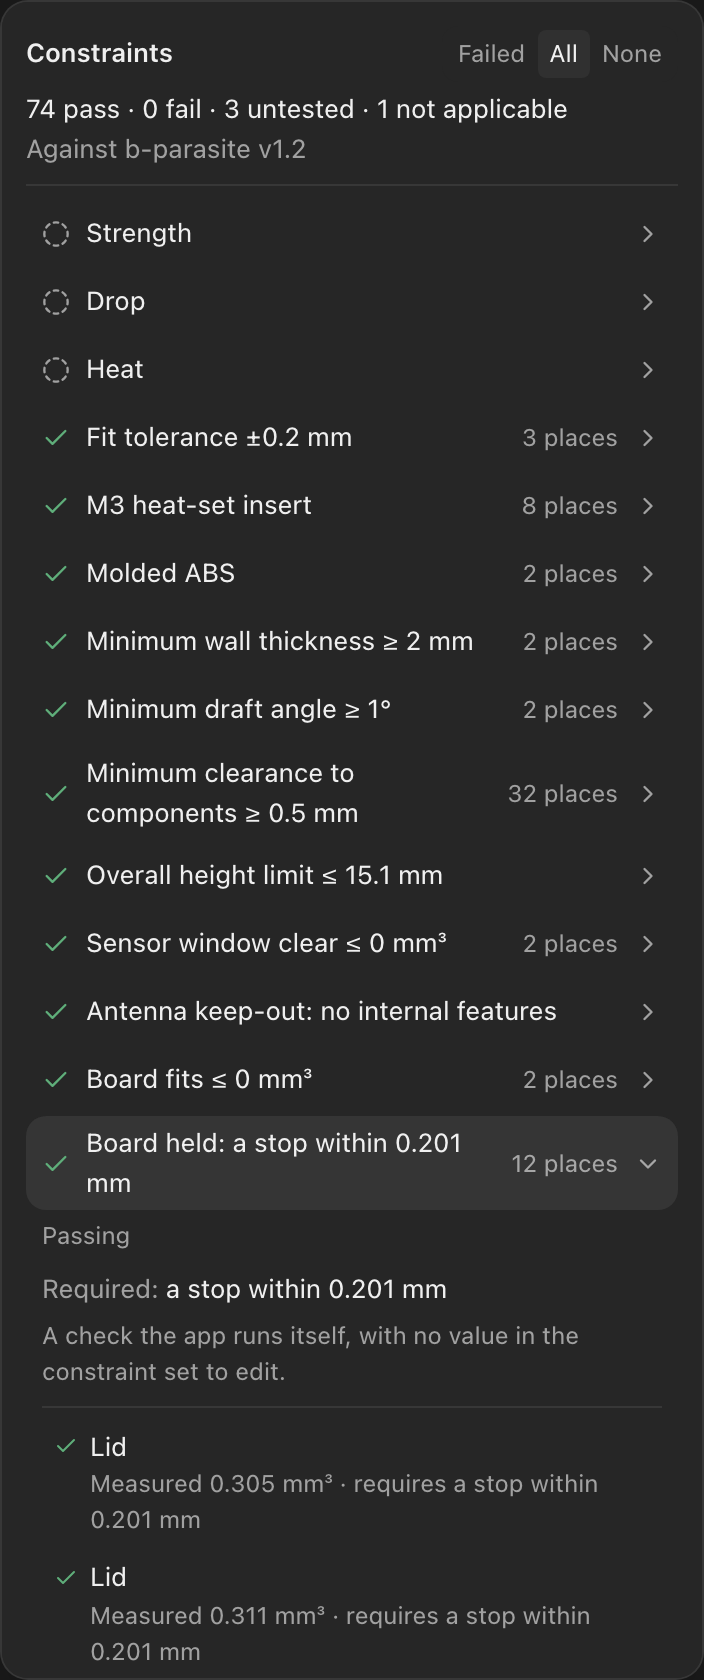 Constraints
Failed All None
74 pass · 0 fail · 3 untested · 1 not applicable
Against b-parasite v1.2
Strength
Drop
Heat
Fit tolerance ±0.2 mm 3 places
M3 heat-set insert 8 places
Molded ABS 2 places
Minimum wall thickness ≥ 2 mm 2 places
Minimum draft angle ≥ 1° 2 places
Minimum clearance to
components ≥ 0.5 mm 32 places
Overall height limit ≤ 15.1 mm
Sensor window clear ≤ 0 mm³ 2 places
Antenna keep-out: no internal features
Board fits ≤ 0 mm³ 2 places
Board held: a stop within 0.201
mm 12 places
Passing
Required: a stop within 0.201 mm
A check the app runs itself, with no value in the
constraint set to edit.
Lid
Measured 0.305 mm³ · requires a stop within
0.201 mm
Lid
Measured 0.311 mm³ · requires a stop within
0.201 mm